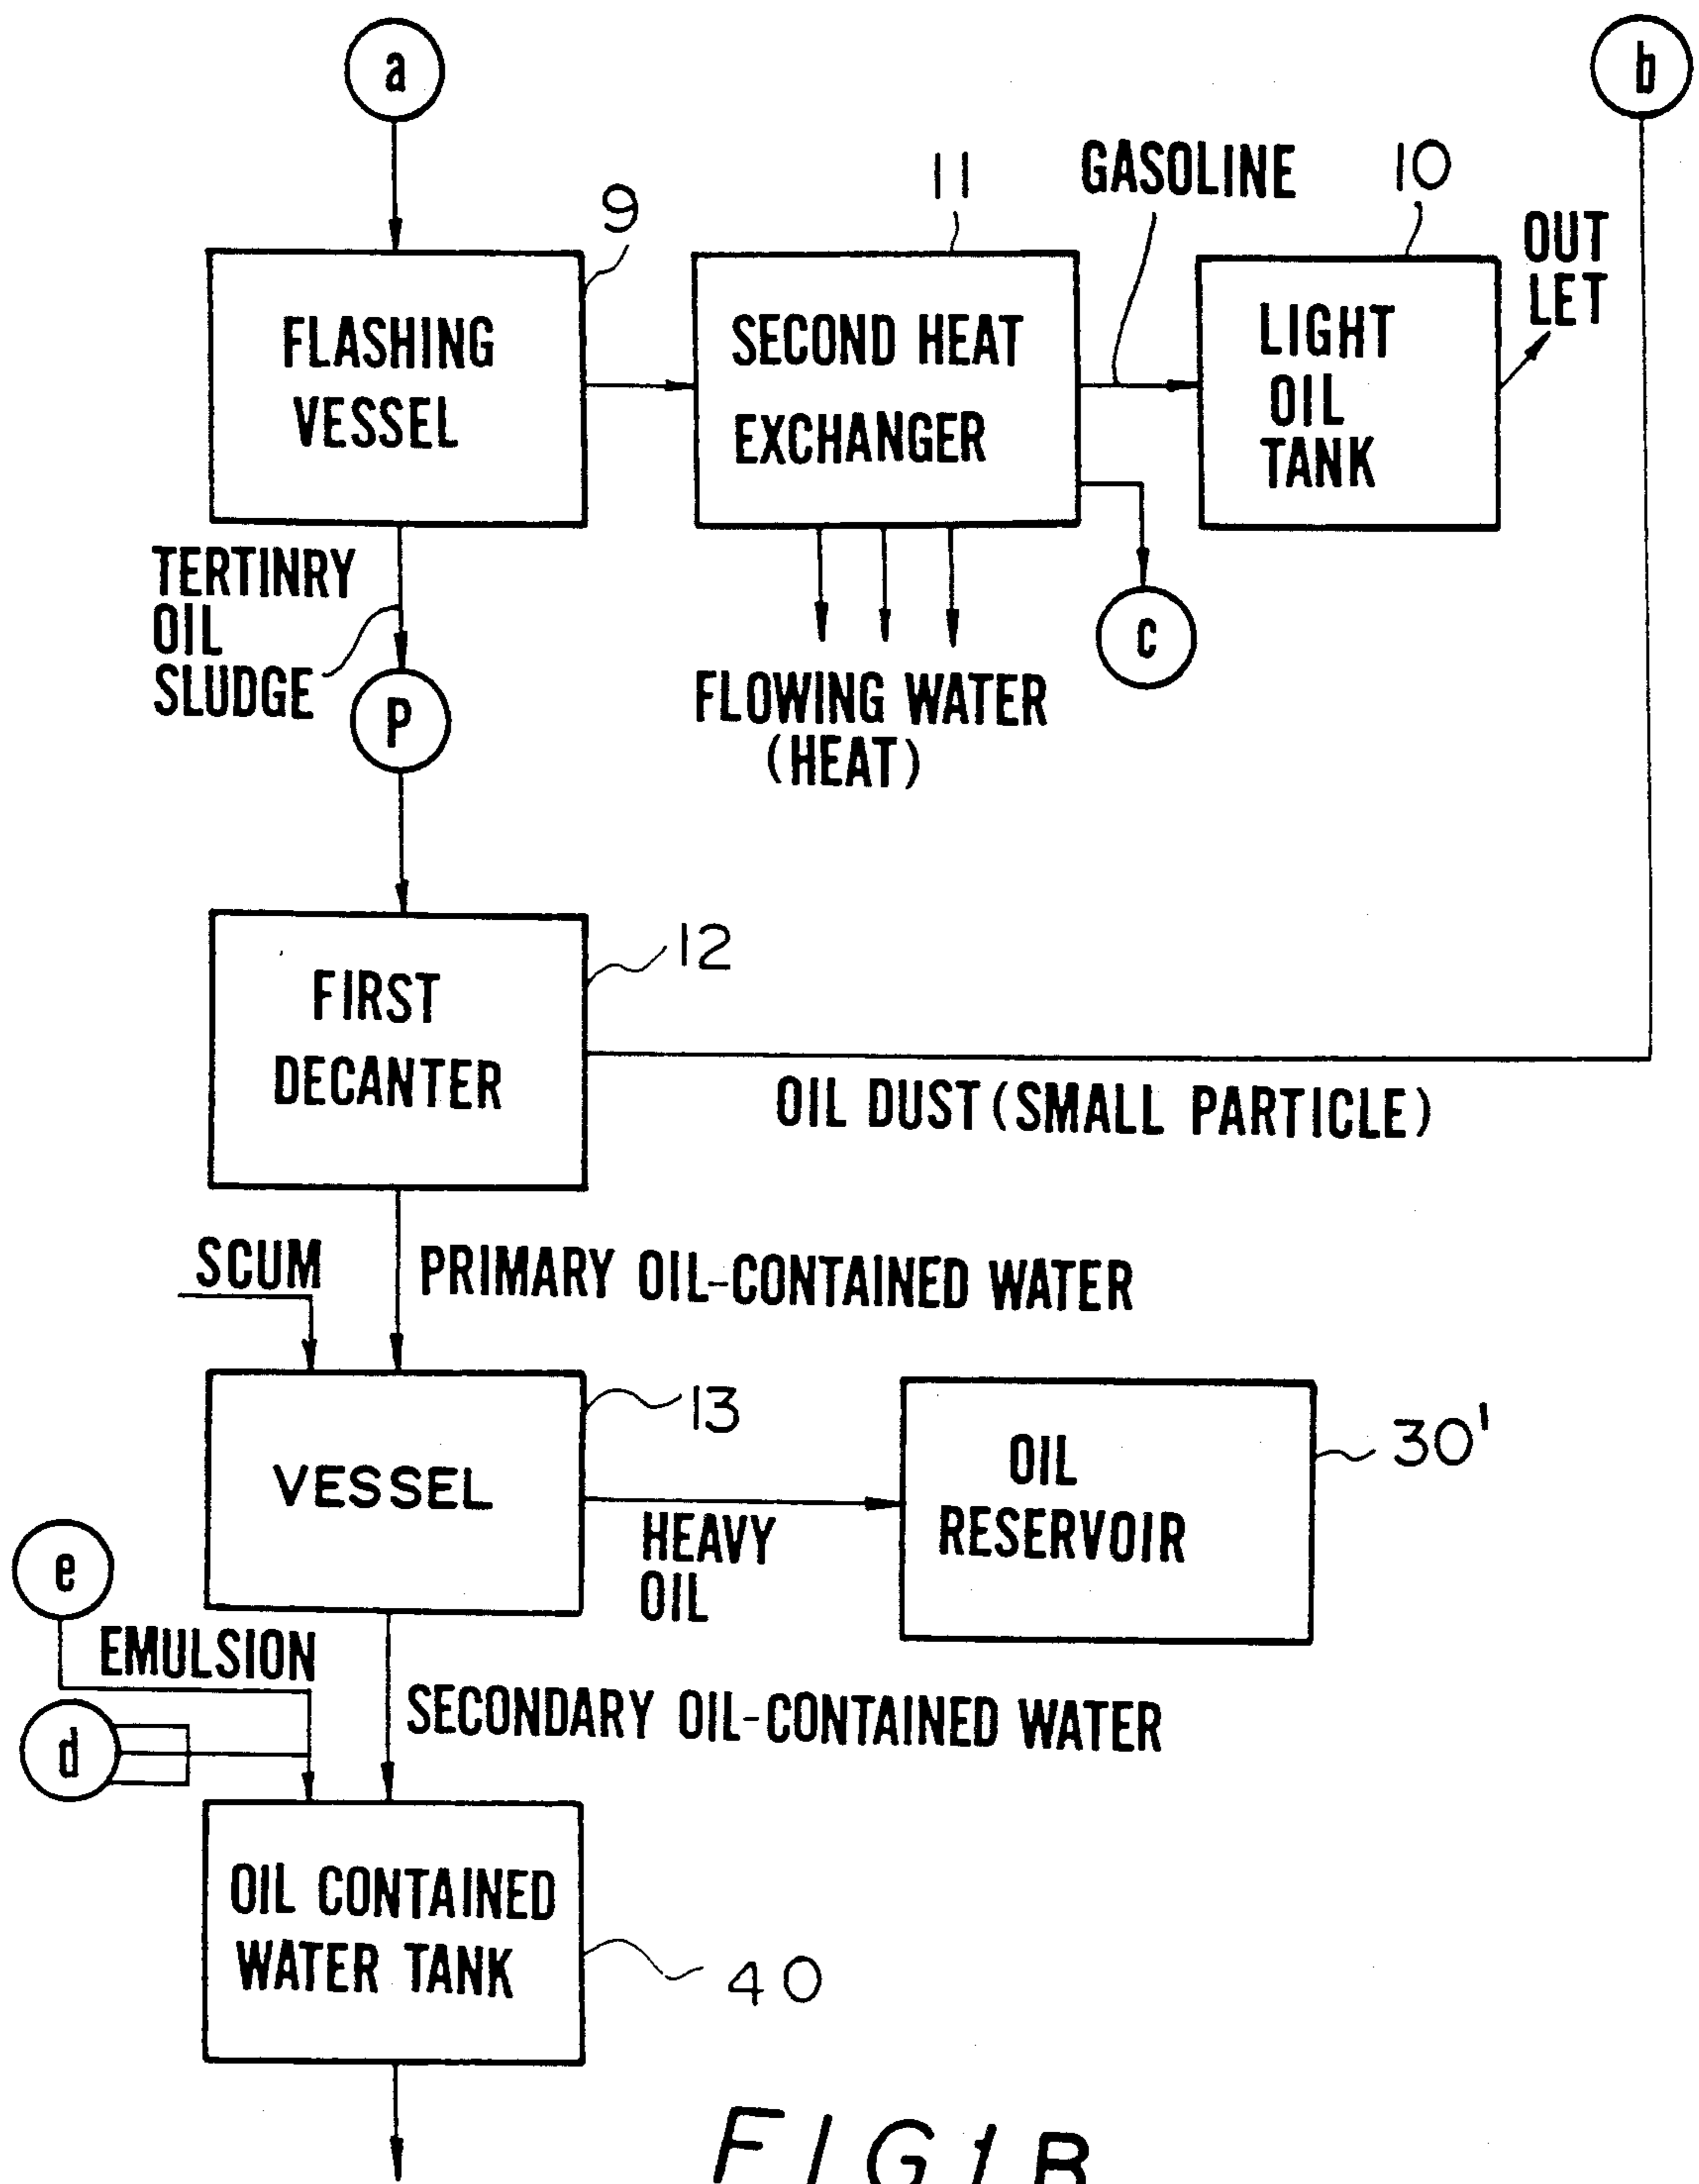 a
b
11
GASOLINE
10
9
OUT
LET
FLASHING
VESSEL
SECOND HEAT
EXCHANGER
LIGHT
OIL
TANK
TERTINRY
OIL
SLUDGE
P
c
FLOWING WATER
(HEAT)
12
FIRST
DECANTER
OIL DUST (SMALL PARTICLE)
SCUM
PRIMARY OIL-CONTAINED WATER
13
VESSEL
OIL
RESERVOIR
30'
HEAVY
OIL
e
EMULSION
SECONDARY OIL-CONTAINED WATER
d
OIL CONTAINED
WATER TANK
40
FIG1B